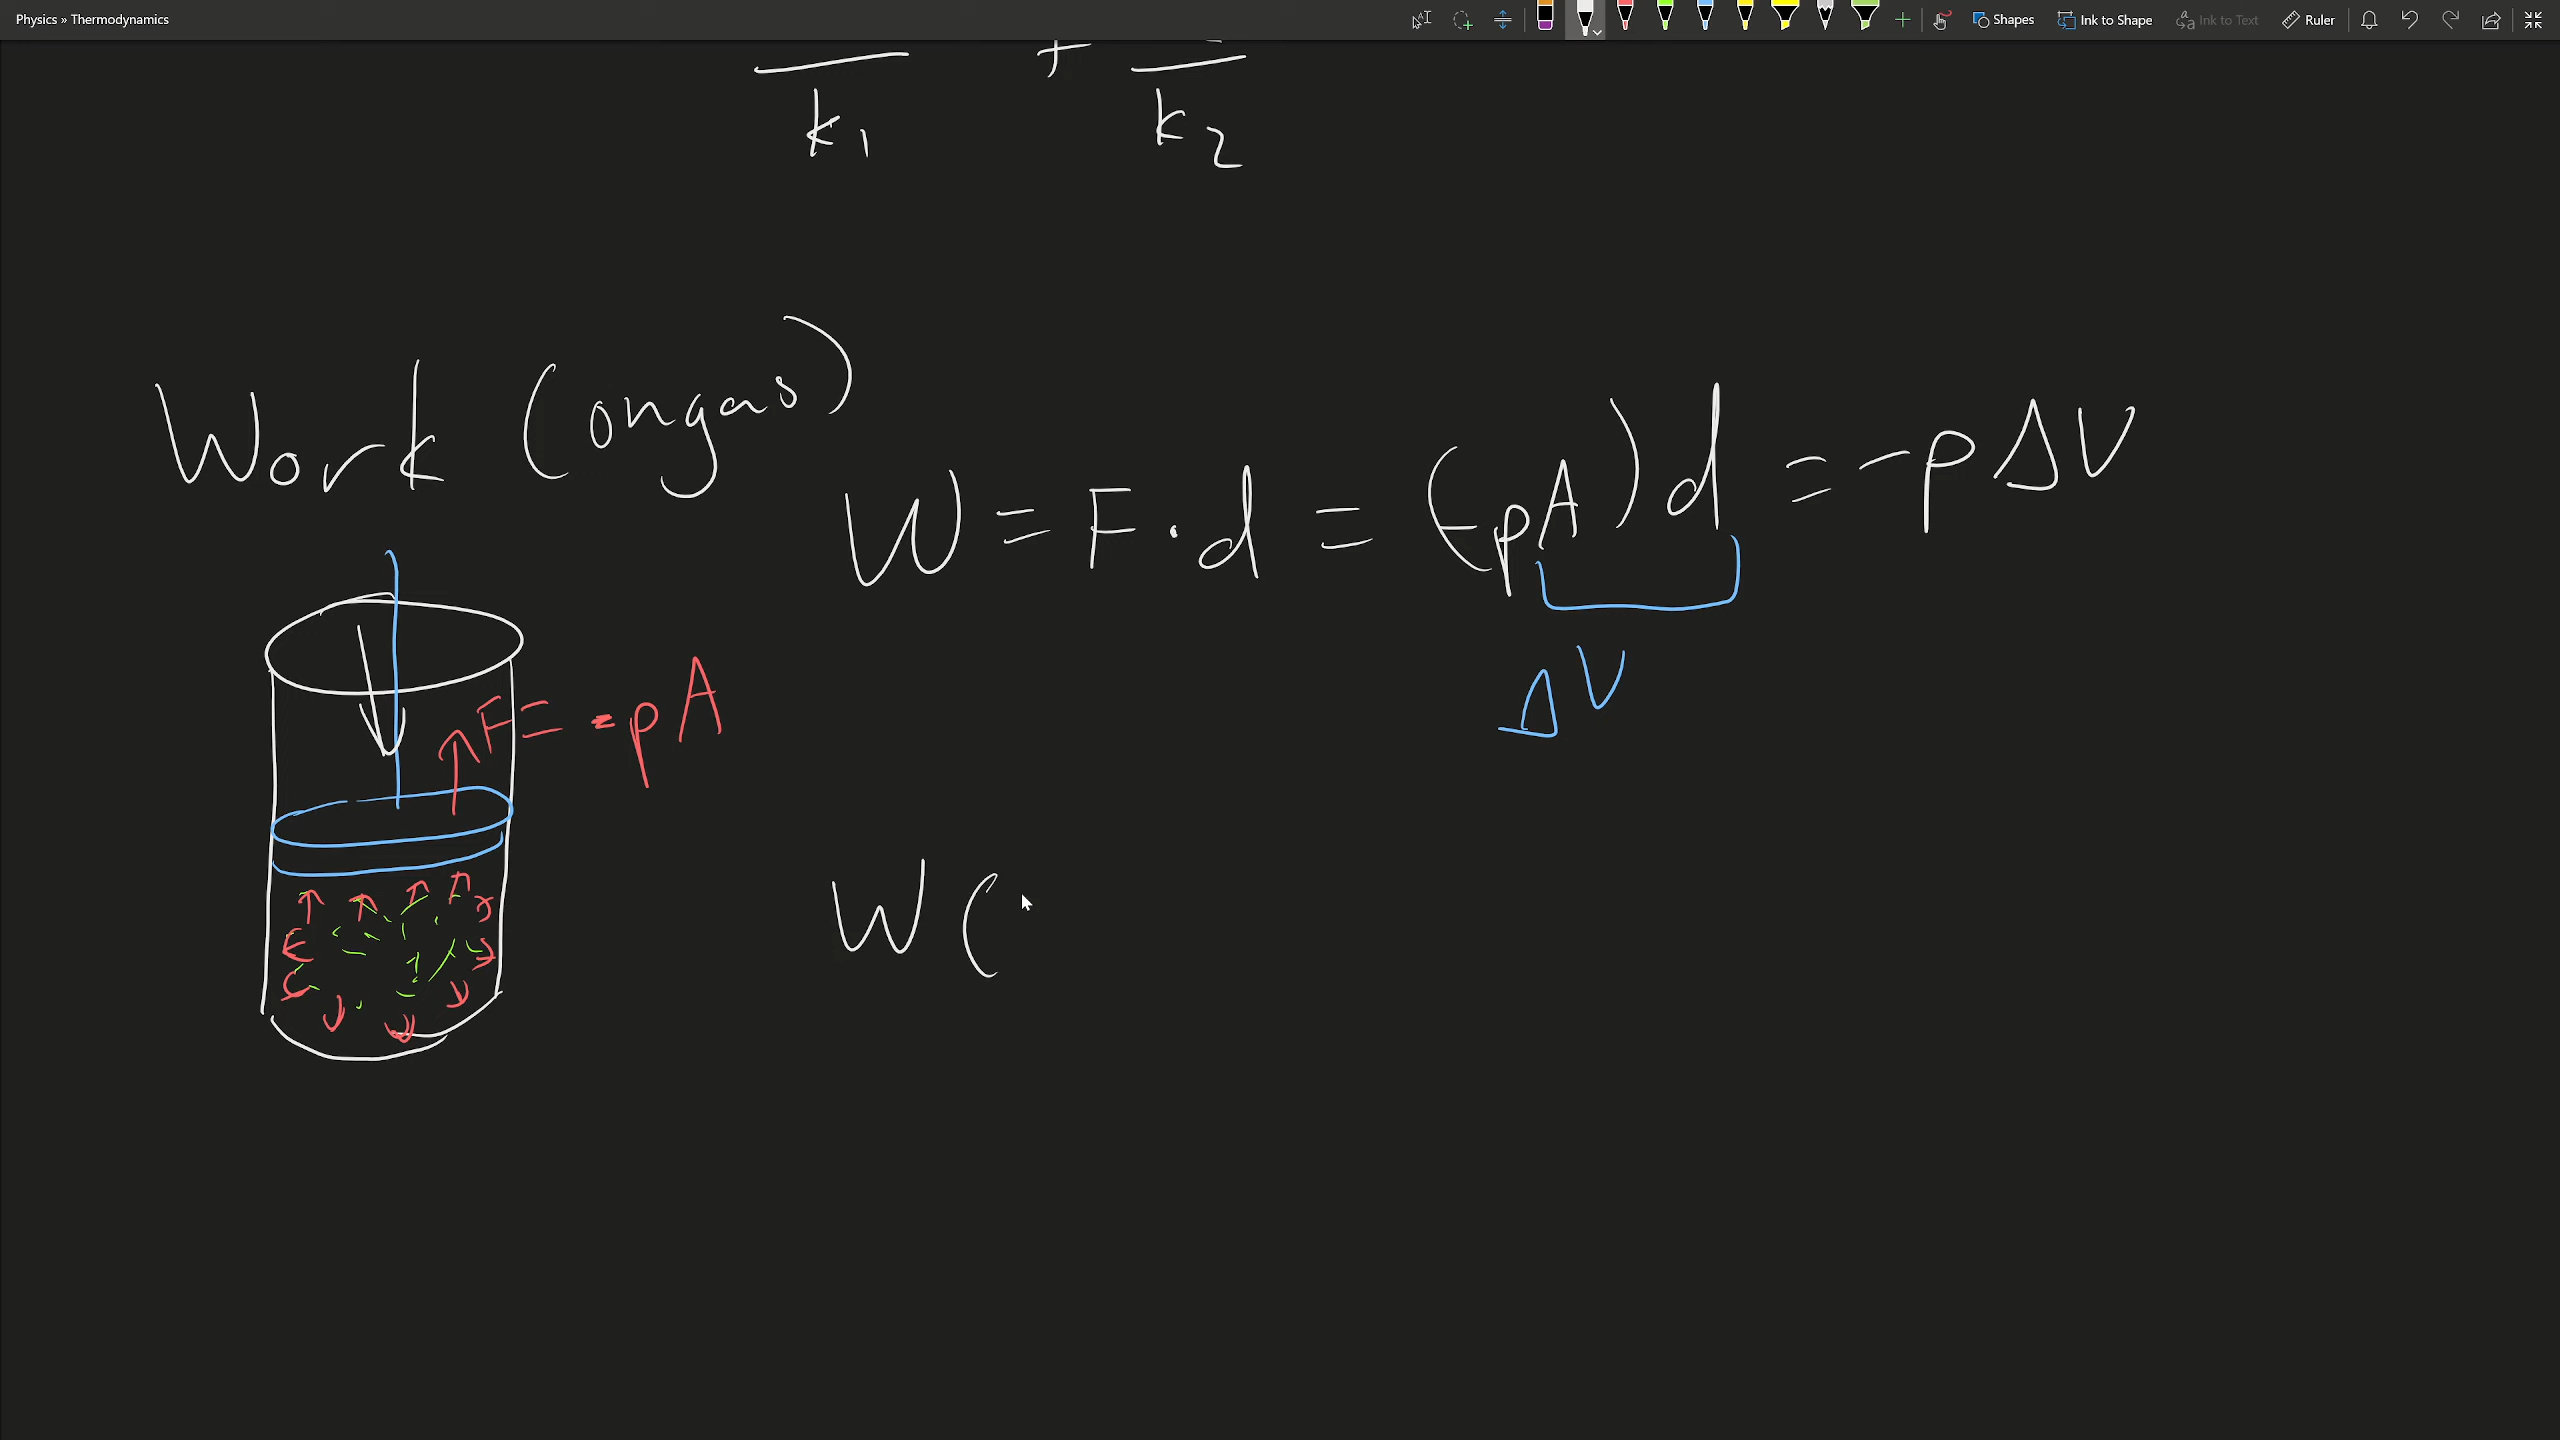 Physics » Thermodynamics
Shapes Ink to Shape Ink to Text Ruler
+
k₁ k₂
Work (on gas)
W = F · d = (-pA) d = -pΔV
ΔV
F = -pA
W (